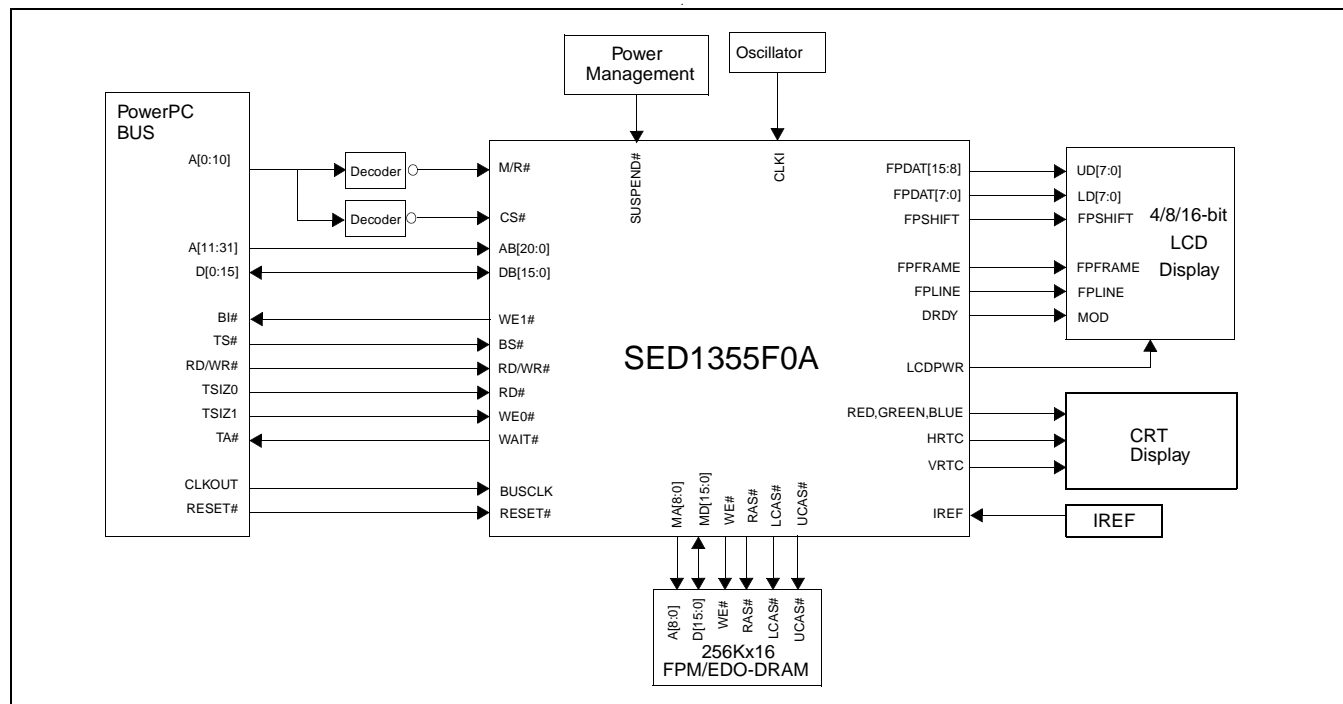 Power
Management
Oscillator
PowerPC
BUS
A[0:10]
Decoder
M/R#
Decoder
CS#
A[11:31]
AB[20:0]
D[0:15]
DB[15:0]
BI#
WE1#
TS#
BS#
RD/WR#
RD/WR#
TSIZ0
RD#
TSIZ1
WE0#
TA#
WAIT#
CLKOUT
BUSCLK
RESET#
RESET#
SUSPEND#
CLKI
SED1355F0A
FPDAT[15:8]
UD[7:0]
FPDAT[7:0]
LD[7:0]
FPSHIFT
FPSHIFT
4/8/16-bit
LCD
Display
FPFRAME
FPFRAME
FPLINE
FPLINE
DRDY
MOD
LCDPWR
RED,GREEN,BLUE
HRTC
VRTC
CRT
Display
IREF
IREF
MA[8:0]
MD[15:0]
WE#
RAS#
LCAS#
UCAS#
A[8:0]
D[15:0]
WE#
RAS#
LCAS#
UCAS#
256Kx16
FPM/EDO-DRAM